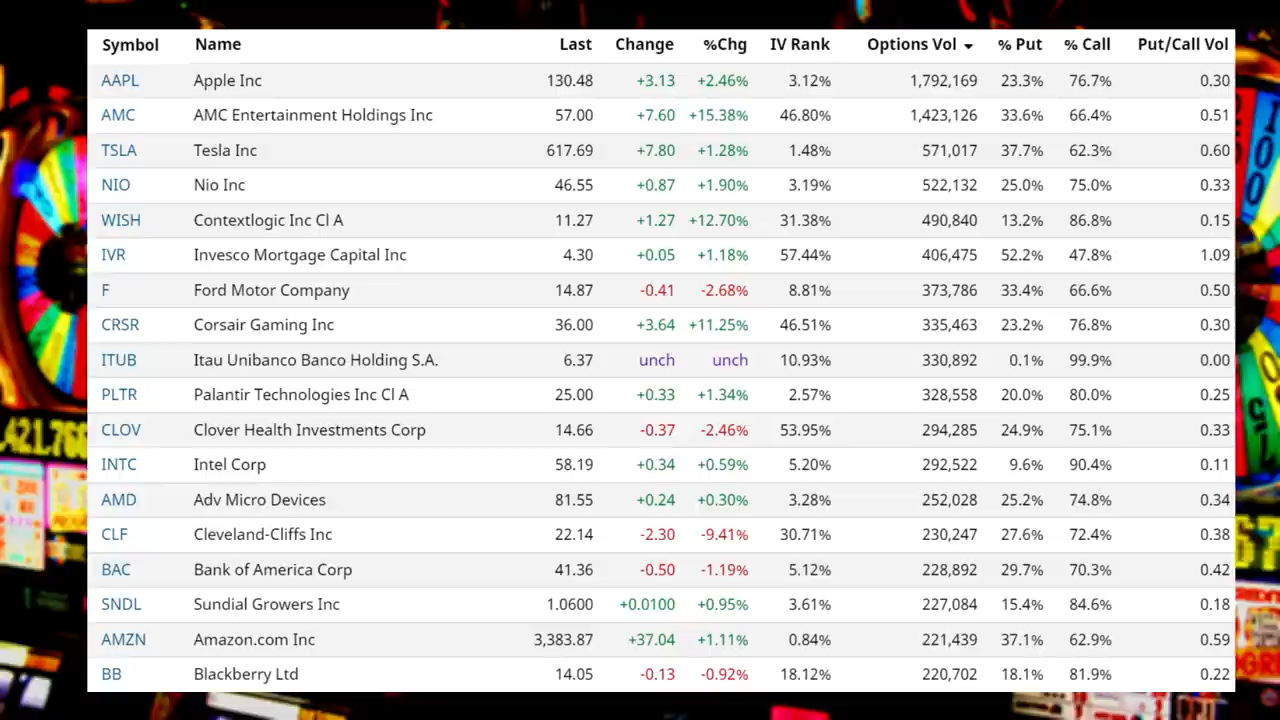 Symbol Name Last Change %Chg IV Rank Options Vol % Put % Call Put/Call Vol
AAPL Apple Inc 130.48 +3.13 +2.46% 3.12% 1,792,169 23.3% 76.7% 0.30
AMC AMC Entertainment Holdings Inc 57.00 +7.60 +15.38% 46.80% 1,423,126 33.6% 66.4% 0.51
TSLA Tesla Inc 617.69 +7.80 +1.28% 1.48% 571,017 37.7% 62.3% 0.60
NIO Nio Inc 46.55 +0.87 +1.90% 3.19% 522,132 25.0% 75.0% 0.33
WISH Contextlogic Inc Cl A 11.27 +1.27 +12.70% 31.38% 490,840 13.2% 86.8% 0.15
IVR Invesco Mortgage Capital Inc 4.30 +0.05 +1.18% 57.44% 406,475 52.2% 47.8% 1.09
F Ford Motor Company 14.87 -0.41 -2.68% 8.81% 373,786 33.4% 66.6% 0.50
CRSR Corsair Gaming Inc 36.00 +3.64 +11.25% 46.51% 335,463 23.2% 76.8% 0.30
ITUB Itau Unibanco Banco Holding S.A. 6.37 unch unch 10.93% 330,892 0.1% 99.9% 0.00
PLTR Palantir Technologies Inc Cl A 25.00 +0.33 +1.34% 2.57% 328,558 20.0% 80.0% 0.25
CLOV Clover Health Investments Corp 14.66 -0.37 -2.46% 53.95% 294,285 24.9% 75.1% 0.33
INTC Intel Corp 58.19 +0.34 +0.59% 5.20% 292,522 9.6% 90.4% 0.11
AMD Adv Micro Devices 81.55 +0.24 +0.30% 3.28% 252,028 25.2% 74.8% 0.34
CLF Cleveland-Cliffs Inc 22.14 -2.30 -9.41% 30.71% 230,247 27.6% 72.4% 0.38
BAC Bank of America Corp 41.36 -0.50 -1.19% 5.12% 228,892 29.7% 70.3% 0.42
SNDL Sundial Growers Inc 1.0600 +0.0100 +0.95% 3.61% 227,084 15.4% 84.6% 0.18
AMZN Amazon.com Inc 3,383.87 +37.04 +1.11% 0.84% 221,439 37.1% 62.9% 0.59
BB Blackberry Ltd 14.05 -0.13 -0.92% 18.12% 220,702 18.1% 81.9% 0.22